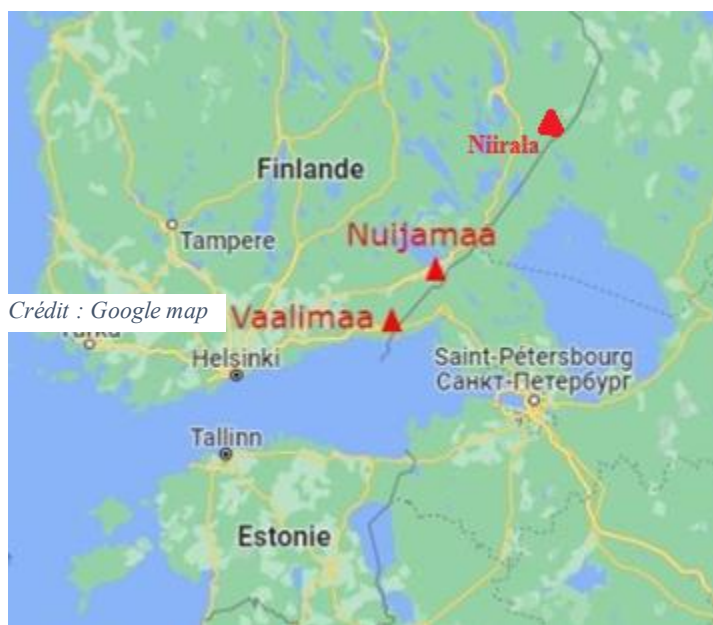 Niirala
Finlande
Tampere
Nuijamaa
Crédit : Google map
Vaalimaa
Helsinki
Saint-Pétersbourg
Санкт-Петербург
Tallinn
Estonie